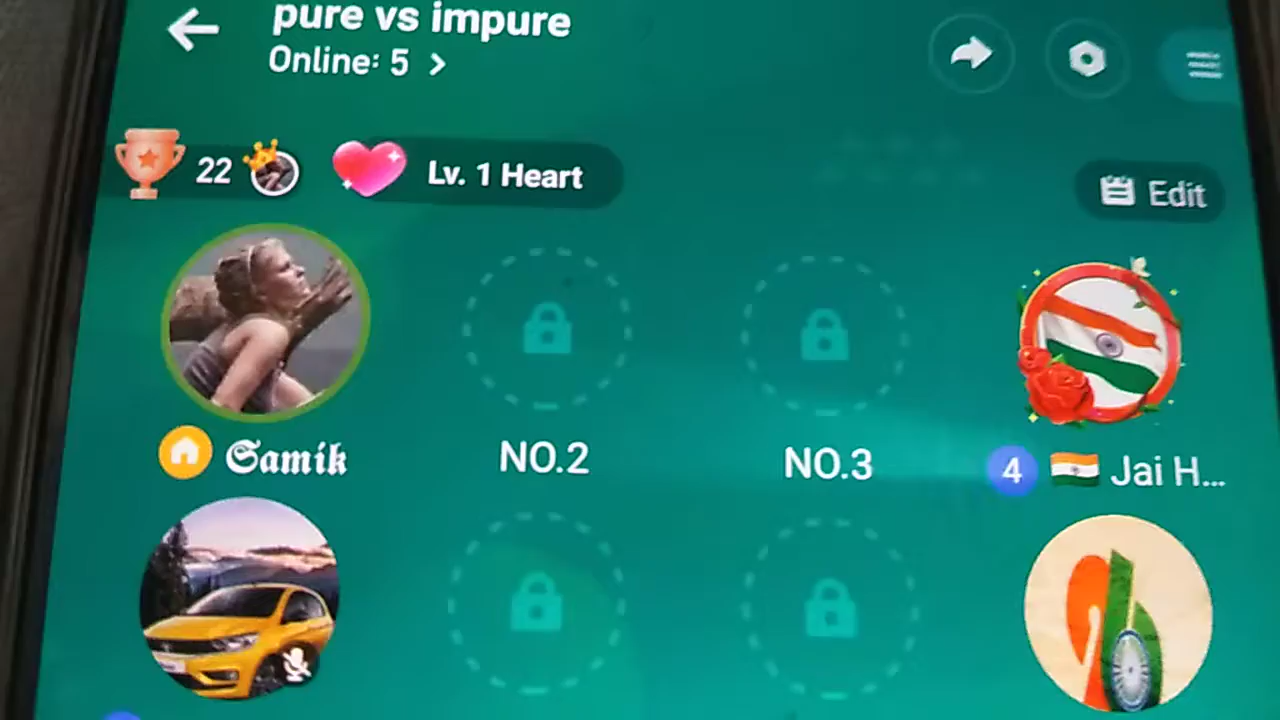 pure vs impure
Online: 5 >
22
Lv. 1 Heart
Edit
𝕾amik
NO.2
NO.3
4
🇮🇳 Jai H...